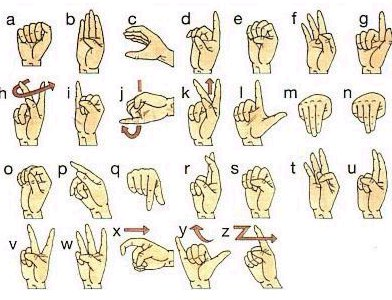 a b c d e f g
h i j k l m n
o p q r s t u
v w x y z